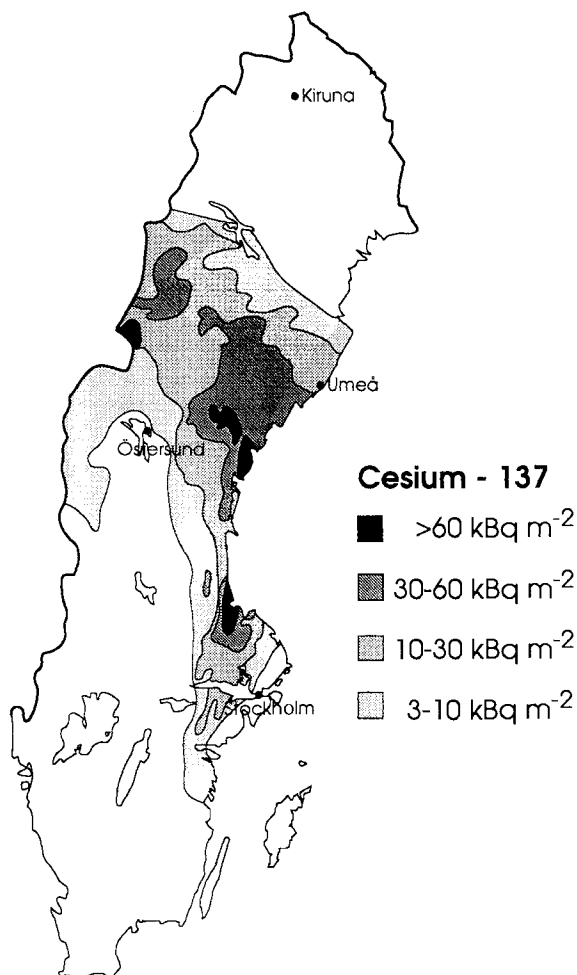 Kiruna
Umeå
Östersund
Cesium - 137
>60 kBq m⁻²
30-60 kBq m⁻²
10-30 kBq m⁻²
3-10 kBq m⁻²
Stockholm